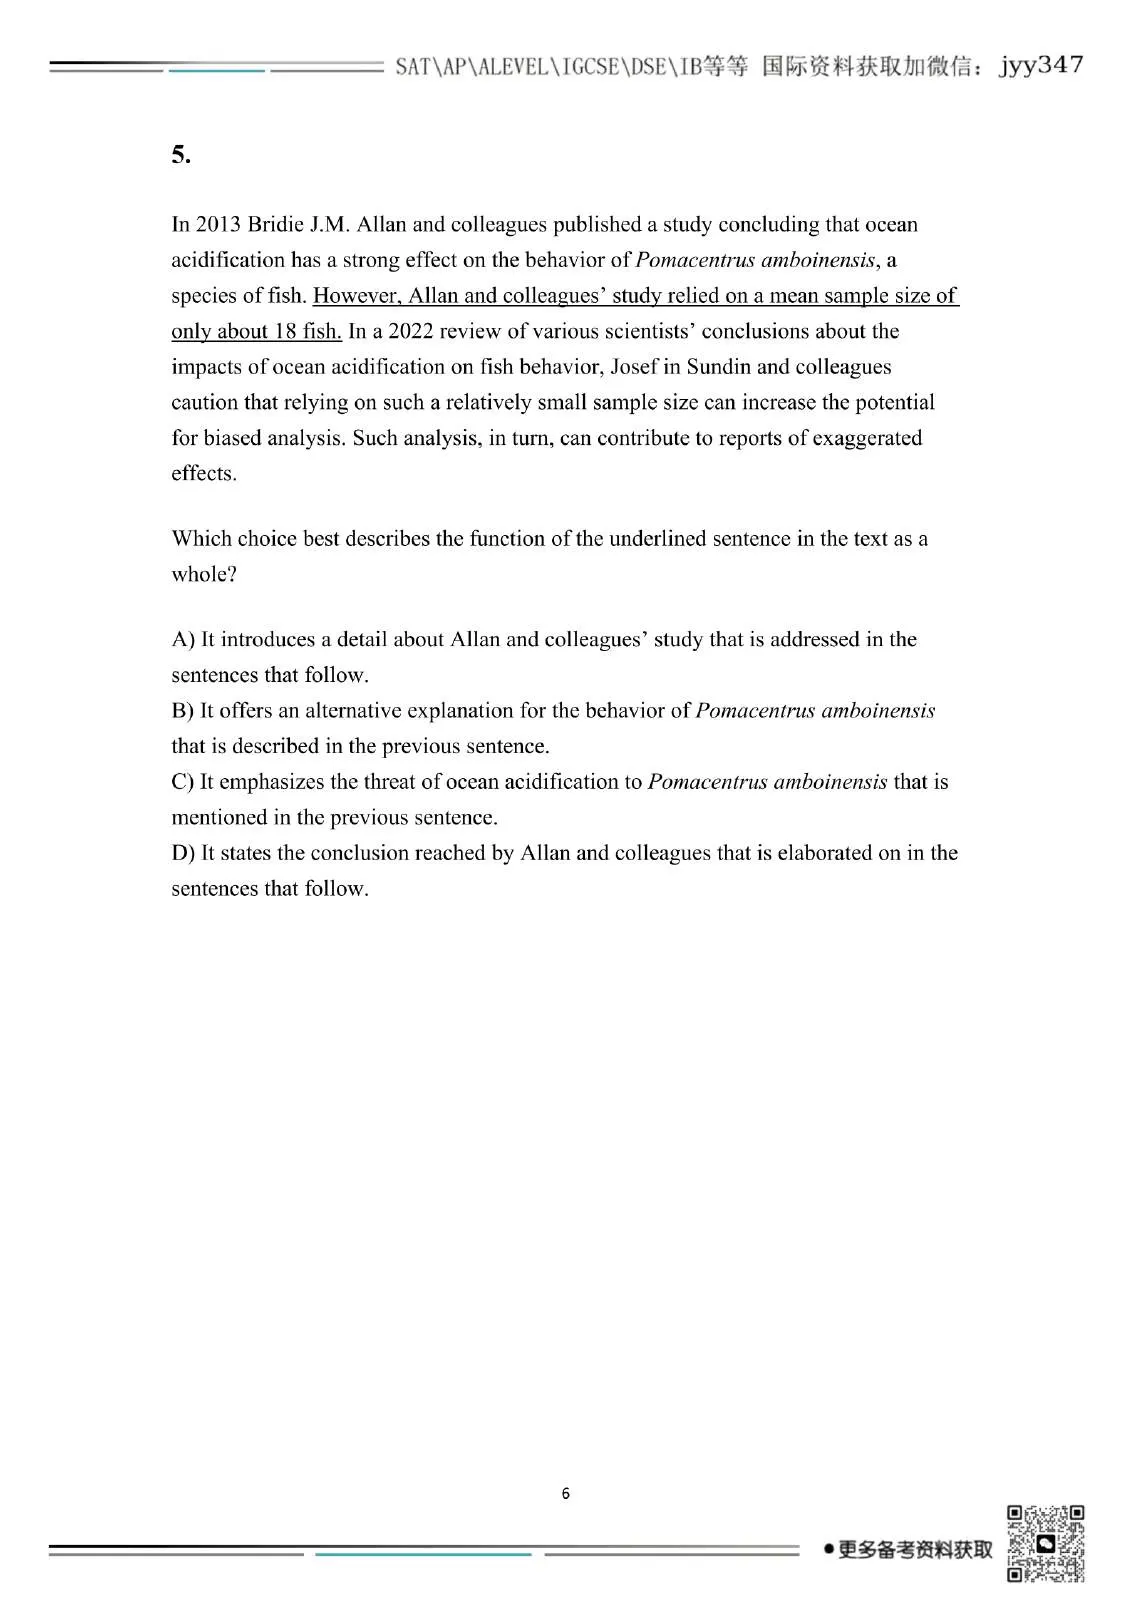 SAT\AP\ALEVEL\IGCSE\DSE\IB等等 国际资料获取加微信: jyy347
5.
In 2013 Bridie J.M. Allan and colleagues published a study concluding that ocean
acidification has a strong effect on the behavior of Pomacentrus amboinensis, a
species of fish. However, Allan and colleagues’ study relied on a mean sample size of
only about 18 fish. In a 2022 review of various scientists’ conclusions about the
impacts of ocean acidification on fish behavior, Josef in Sundin and colleagues
caution that relying on such a relatively small sample size can increase the potential
for biased analysis. Such analysis, in turn, can contribute to reports of exaggerated
effects.
Which choice best describes the function of the underlined sentence in the text as a
whole?
A) It introduces a detail about Allan and colleagues’ study that is addressed in the
sentences that follow.
B) It offers an alternative explanation for the behavior of Pomacentrus amboinensis
that is described in the previous sentence.
C) It emphasizes the threat of ocean acidification to Pomacentrus amboinensis that is
mentioned in the previous sentence.
D) It states the conclusion reached by Allan and colleagues that is elaborated on in the
sentences that follow.
6
●更多备考资料获取